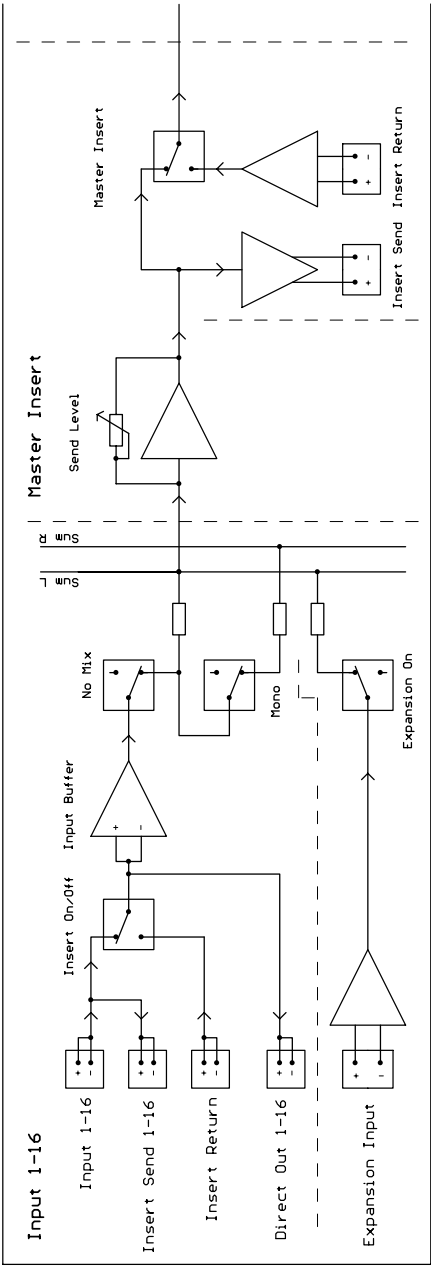 Input 1-16
Input 1-16
+
-
Insert Send 1-16
+
-
Insert Return
+
-
Direct Out 1-16
+
-
Expansion Input
+
-
Insert On/Off
Input Buffer
+
-
No Mix
Mono
Expansion On
Sum L
Sum R
Master Insert
Send Level
Master Insert
Insert Send
+
-
Insert Return
+
-